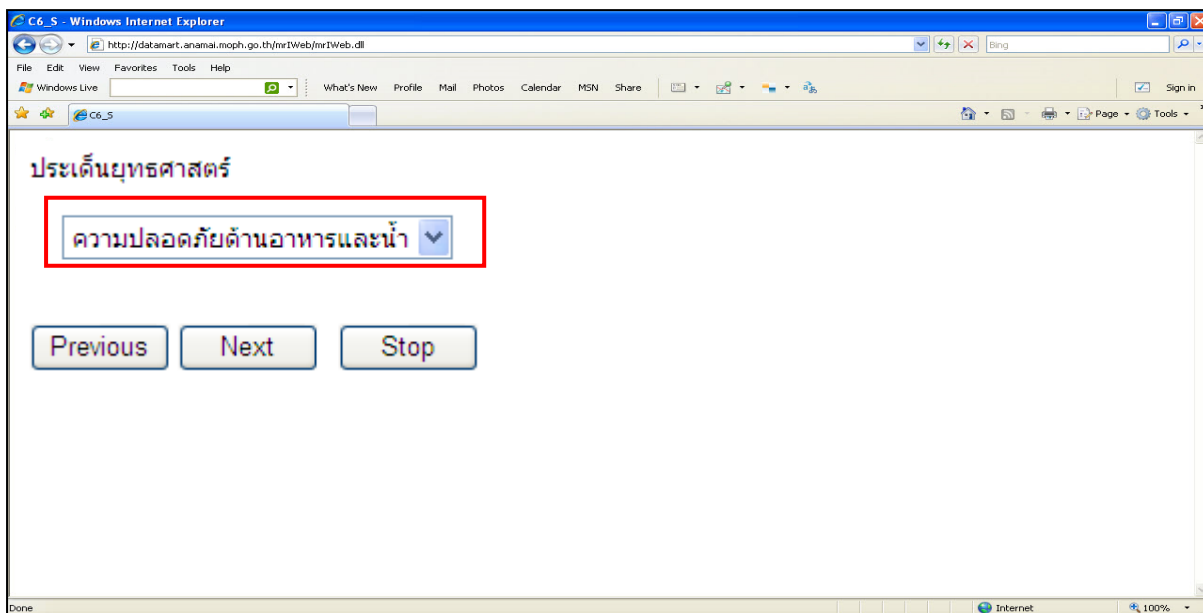 C6_S - Windows Internet Explorer
http://datamart.anamai.moph.go.th/mrIWeb/mrIWeb.dll
Bing
File Edit View Favorites Tools Help
Windows Live What's New Profile Mail Photos Calendar MSN Share Sign in
C6_S Page Tools
ประเด็นยุทธศาสตร์
ความปลอดภัยด้านอาหารและน้ำ
Previous Next Stop
Done Internet 100%